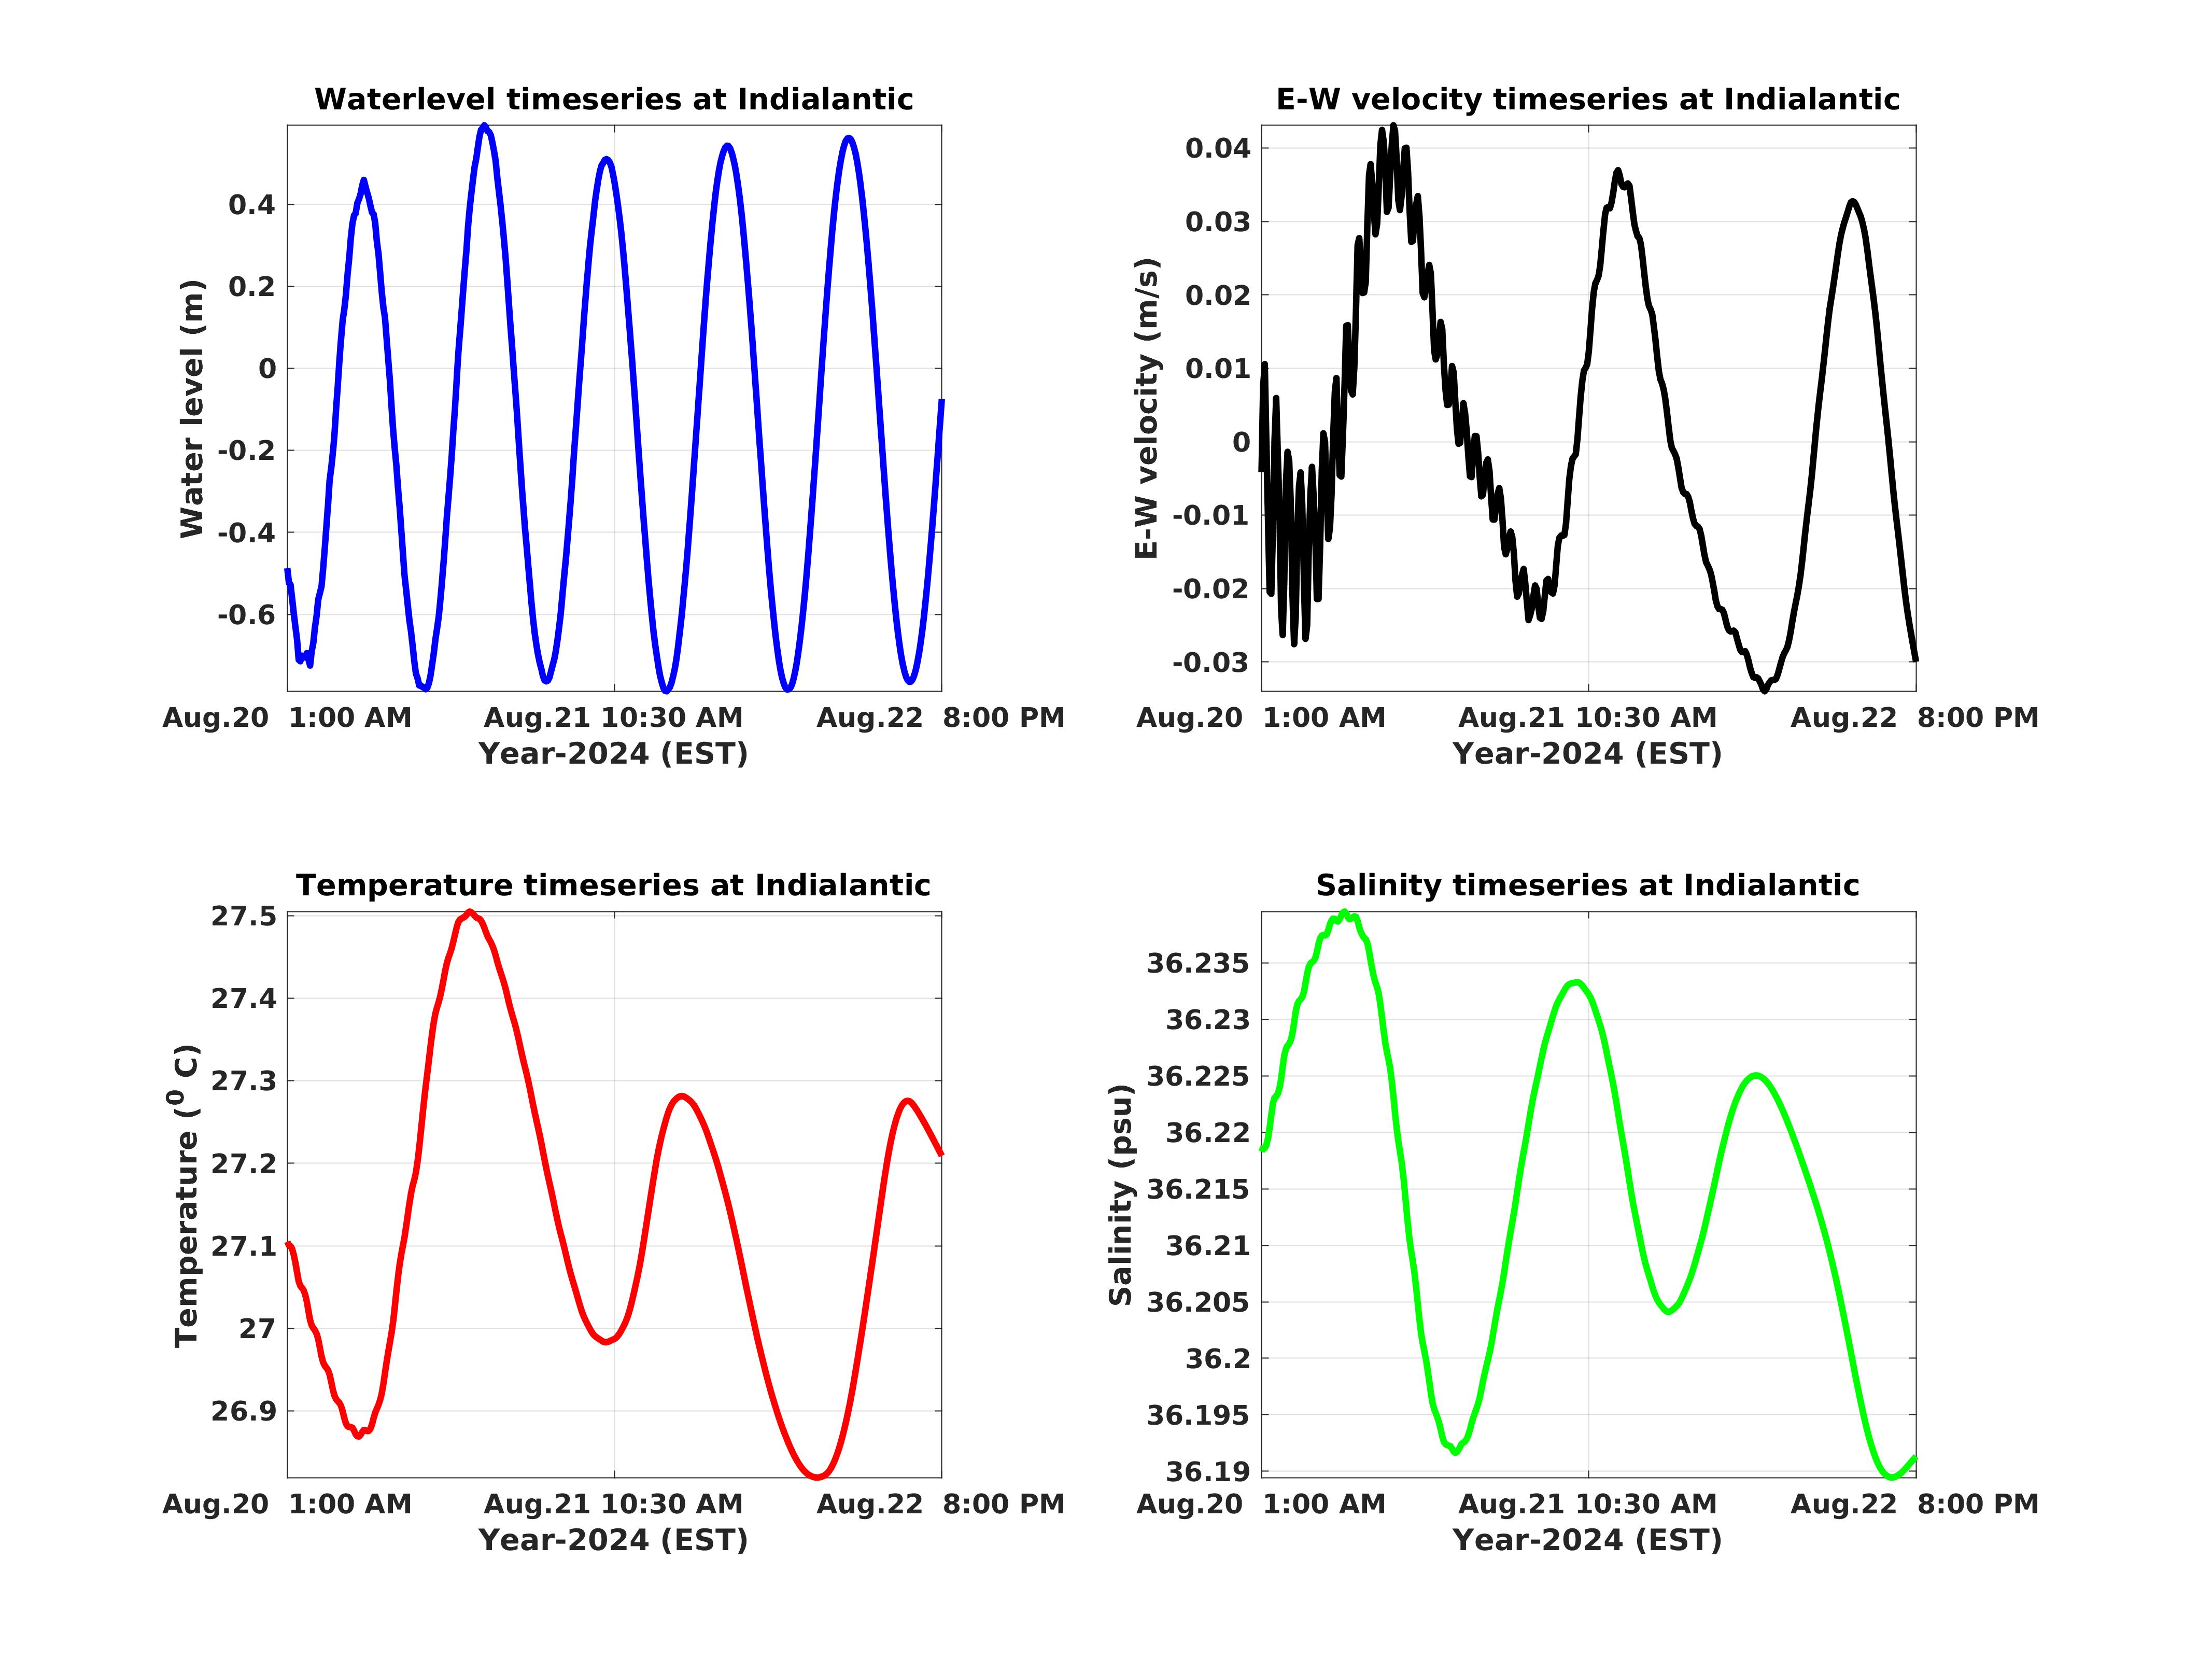 Waterlevel timeseries at Indialantic
0.4
0.2
0
-0.2
-0.4
-0.6
Water level (m)
Aug.20 1:00 AM Aug.21 10:30 AM Aug.22 8:00 PM
Year-2024 (EST)
E-W velocity timeseries at Indialantic
0.04
0.03
0.02
0.01
0
-0.01
-0.02
-0.03
E-W velocity (m/s)
Aug.20 1:00 AM Aug.21 10:30 AM Aug.22 8:00 PM
Year-2024 (EST)
Temperature timeseries at Indialantic
27.5
27.4
27.3
27.2
27.1
27
26.9
Temperature (⁰ C)
Aug.20 1:00 AM Aug.21 10:30 AM Aug.22 8:00 PM
Year-2024 (EST)
Salinity timeseries at Indialantic
36.235
36.23
36.225
36.22
36.215
36.21
36.205
36.2
36.195
36.19
Salinity (psu)
Aug.20 1:00 AM Aug.21 10:30 AM Aug.22 8:00 PM
Year-2024 (EST)